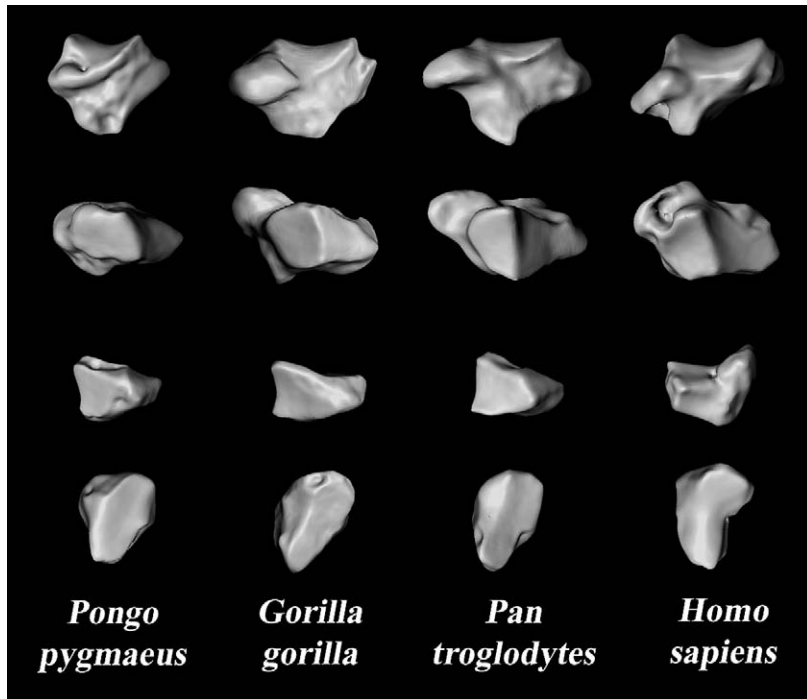 Pongo pygmaeus
Gorilla gorilla
Pan troglodytes
Homo sapiens